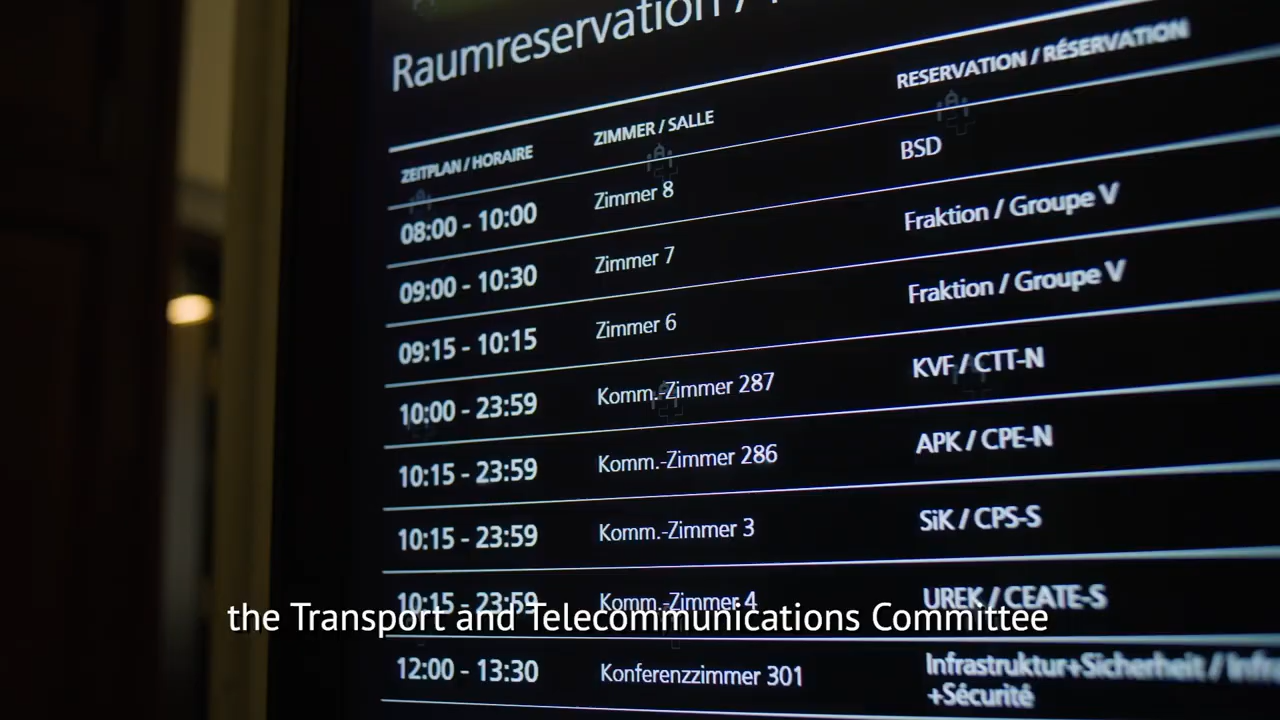 Raumreservation /
ZEITPLAN / HORAIRE ZIMMER / SALLE RESERVATION / RÉSERVATION
08:00 - 10:00 Zimmer 8 BSD
09:00 - 10:30 Zimmer 7 Fraktion / Groupe V
09:15 - 10:15 Zimmer 6 Fraktion / Groupe V
10:00 - 23:59 Komm.-Zimmer 287 KVF / CTT-N
10:15 - 23:59 Komm.-Zimmer 286 APK / CPE-N
10:15 - 23:59 Komm.-Zimmer 3 SiK / CPS-S
10:15 - 23:59 Komm.-Zimmer 4 UREK / CEATE-S
the Transport and Telecommunications Committee
12:00 - 13:30 Konferenzzimmer 301 Infrastruktur+Sicherheit /
+Sécurité